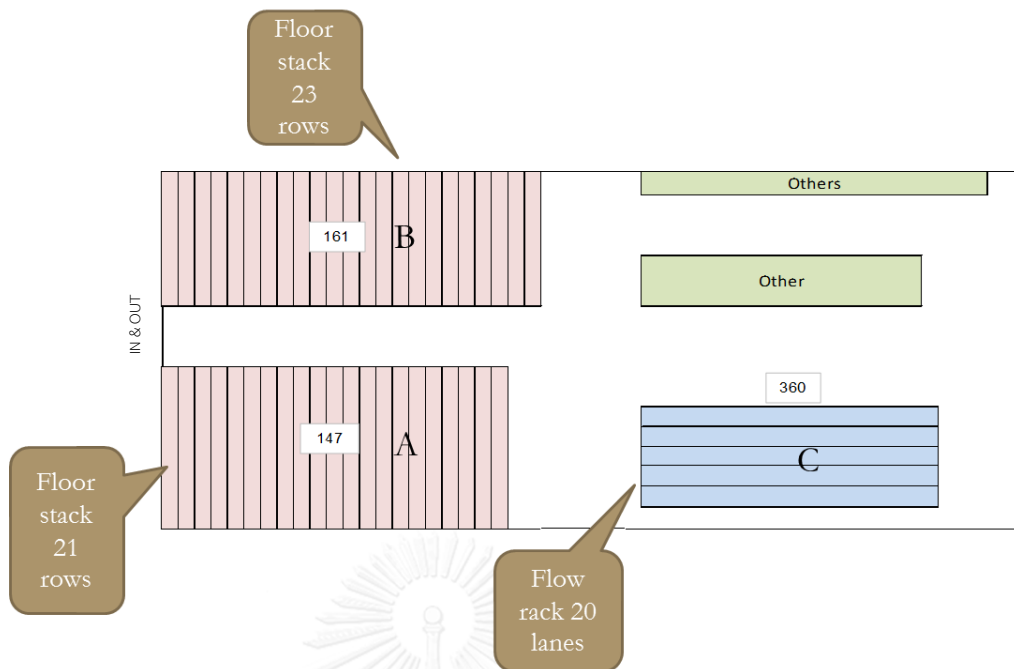 Floor
stack
23
rows
Others
161
B
Other
IN & OUT
360
147
A
C
Floor
stack
21
rows
Flow
rack 20
lanes